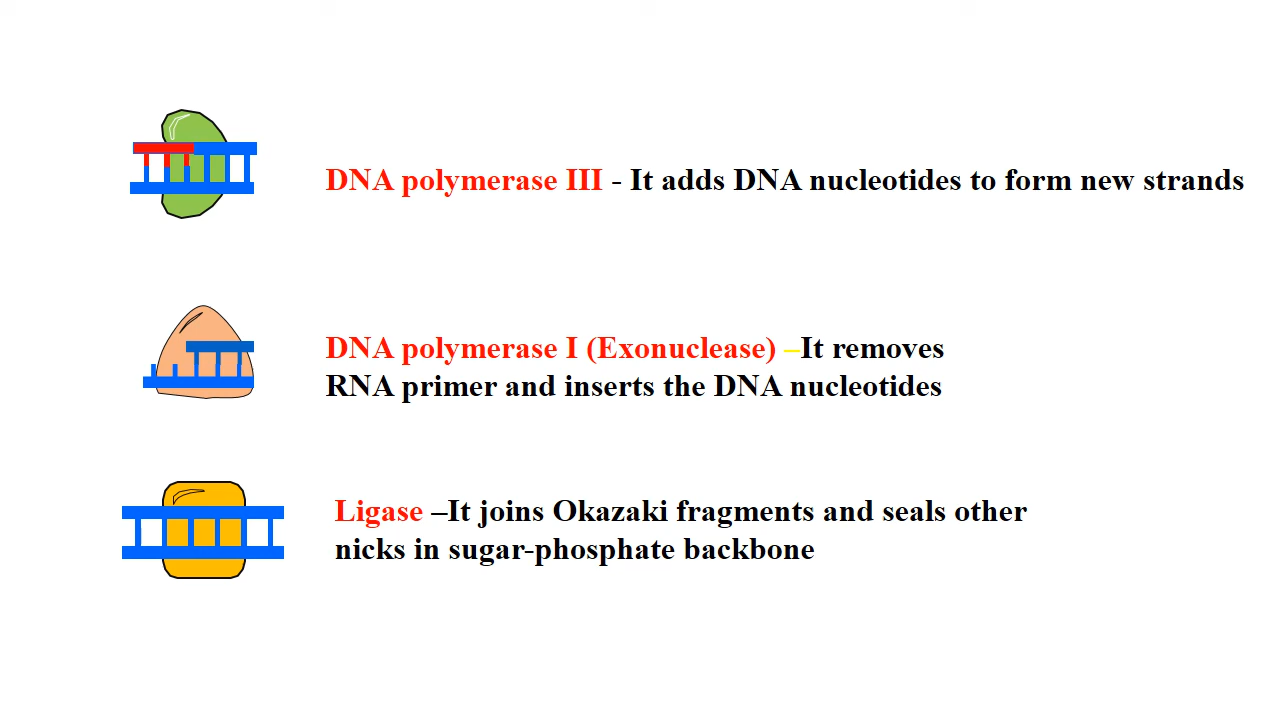 DNA polymerase III - It adds DNA nucleotides to form new strands
DNA polymerase I (Exonuclease) –It removes
RNA primer and inserts the DNA nucleotides
Ligase –It joins Okazaki fragments and seals other
nicks in sugar-phosphate backbone